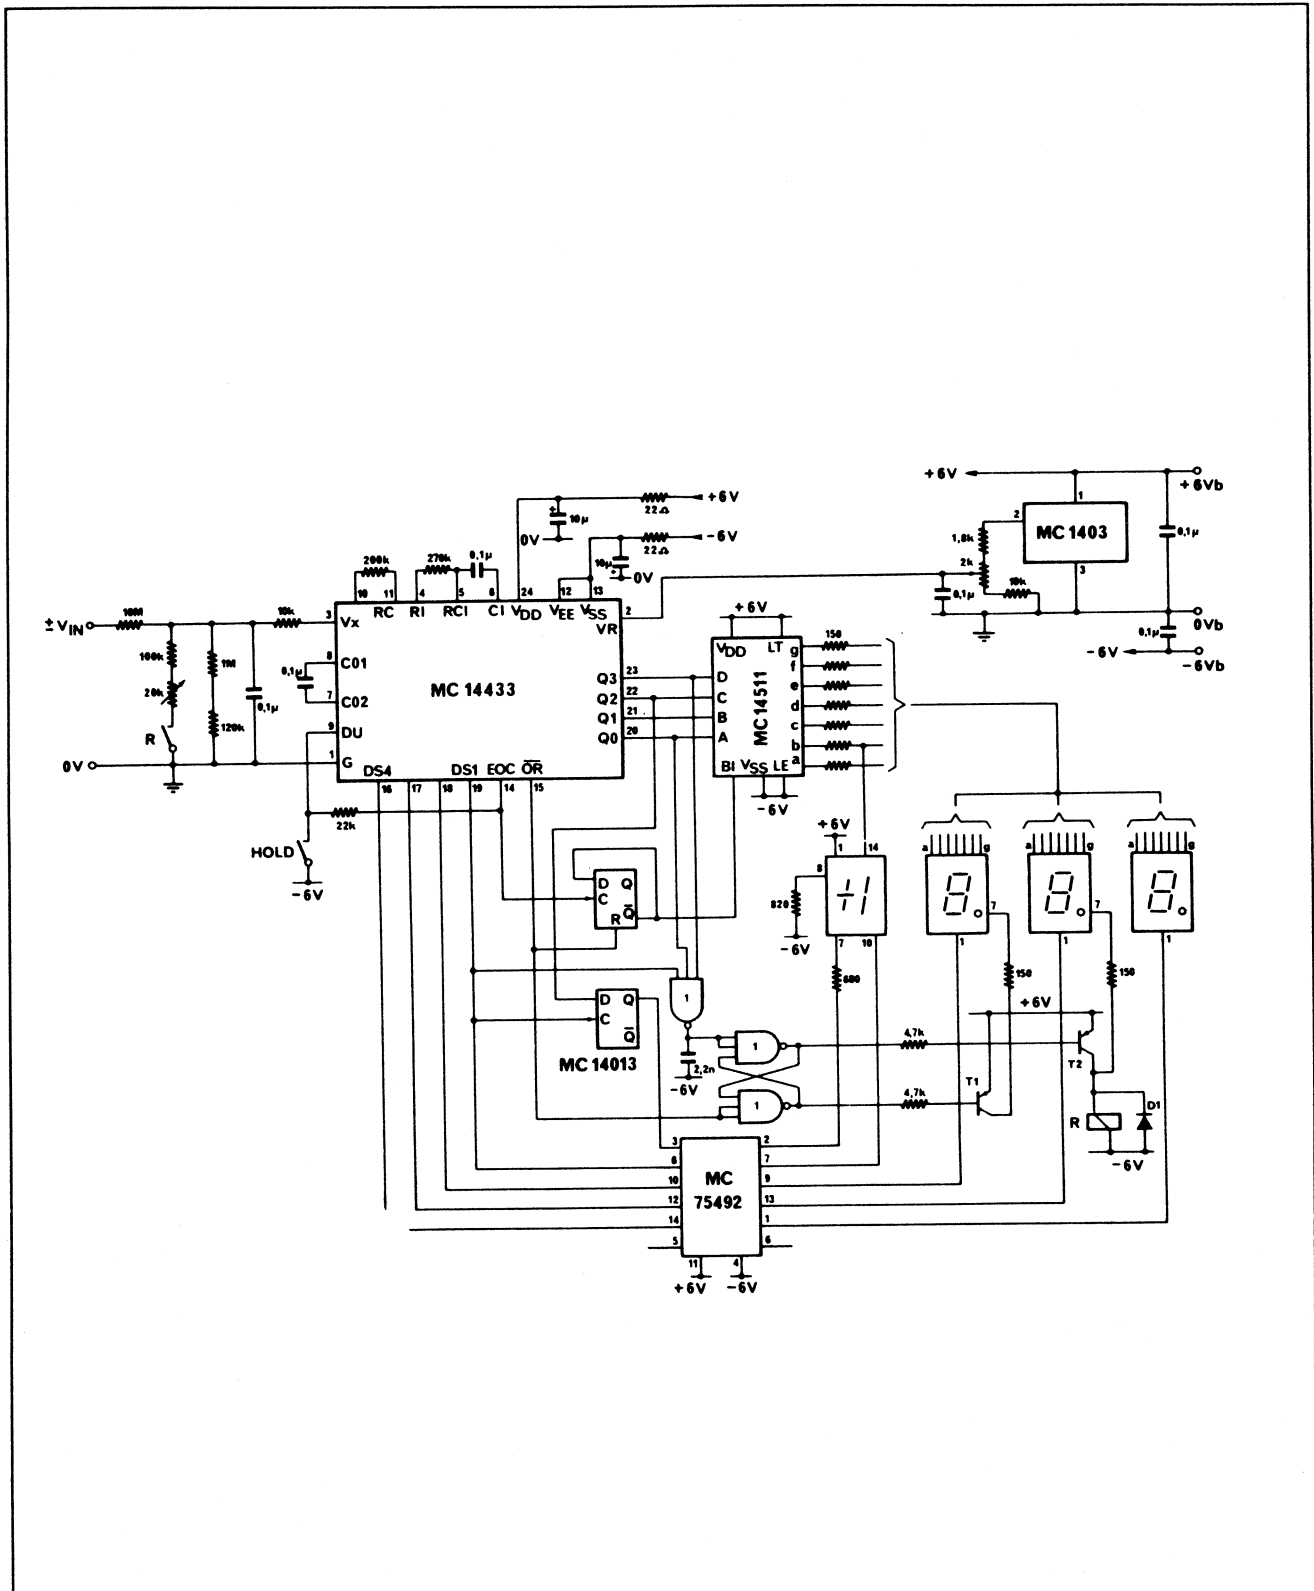 +6V
+6Vb
1
2
MC 1403
1,8k
2k
10k
0,1µ
3
0,1µ
0Vb
0,1µ
-6V
-6Vb
+6V
22Ω
+
10µ
0V
-6V
22Ω
10µ
+
0V
200k
270k
0,1µ
10
11
4
5
6
24
12
13
RC
RI
RCI
CI
VDD
VEE
VSS
2
VR
± VIN
10M
10k
3
Vx
100k
1M
20k
120k
0,1µ
R
0V
0,1µ
8
C01
7
C02
9
DU
1
G
MC 14433
Q3
23
Q2
22
Q1
21
Q0
20
DS4
DS1
EOC
OR
16
17
18
19
14
15
22k
HOLD
-6V
+6V
VDD
LT
D
C
B
A
MC14511
g
f
e
d
c
b
a
BI
VSS
LE
150
-6V
+6V
1
14
8
820
-6V
±1
7
10
680
a
g
8.
7
1
150
a
g
8.
7
1
150
a
g
8.
1
D
Q
C
R
Q
D
Q
C
Q
MC 14013
1
2,2n
-6V
1
1
4,7k
4,7k
+6V
T1
T2
R
D1
-6V
3
8
10
12
14
5
MC
75492
2
7
9
13
1
6
11
4
+6V
-6V